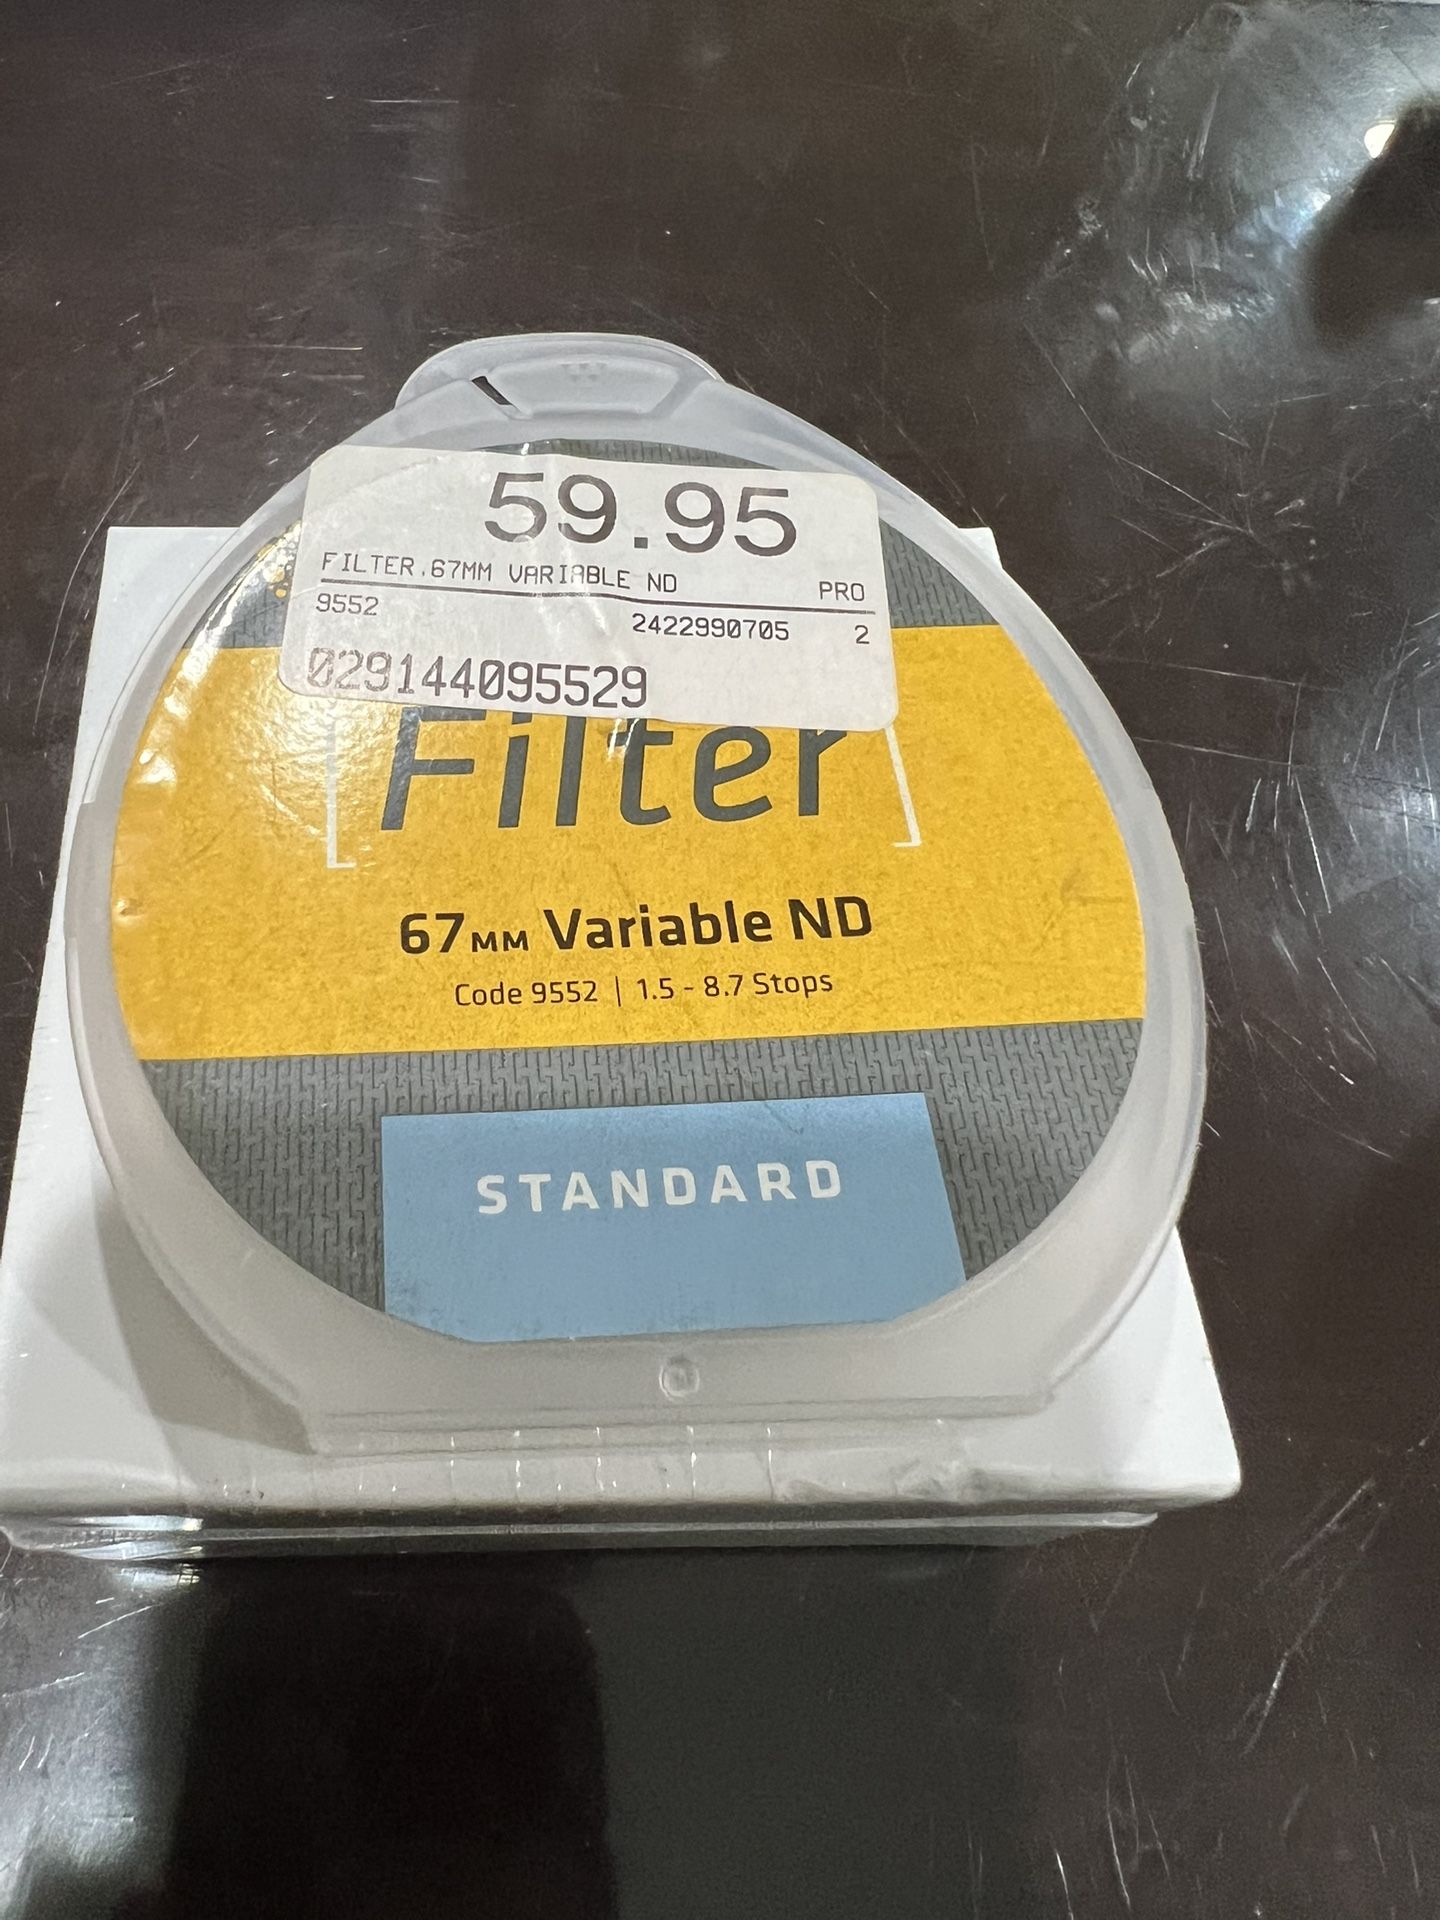 59.95
FILTER,67MM VARIABLE ND PRO
9552 2422990705 2
029144095529
Filter
67MM Variable ND
Code 9552 | 1.5 - 8.7 Stops
STANDARD